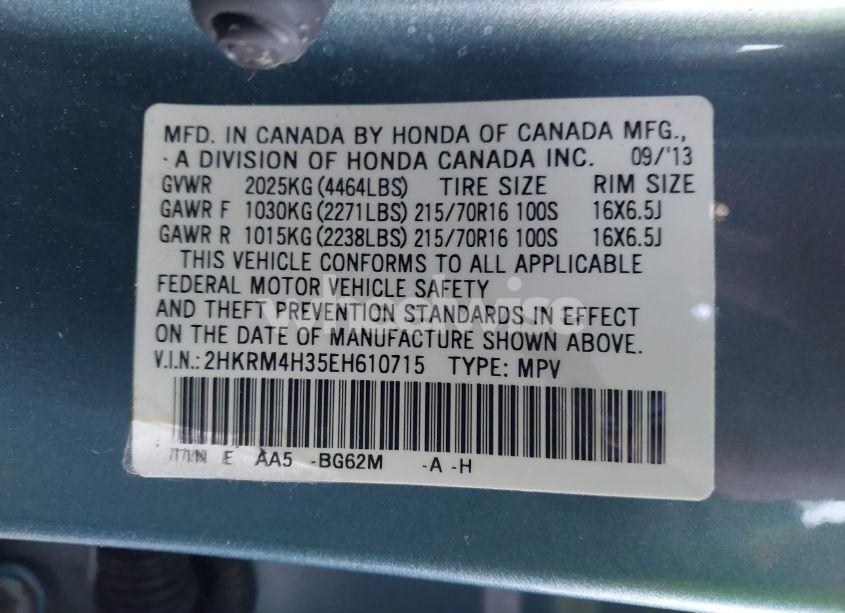 MFD. IN CANADA BY HONDA OF CANADA MFG.,
A DIVISION OF HONDA CANADA INC. 09/'13
GVWR 2025KG (4464LBS) TIRE SIZE RIM SIZE
GAWR F 1030KG (2271LBS) 215/70R16 100S 16X6.5J
GAWR R 1015KG (2238LBS) 215/70R16 100S 16X6.5J
THIS VEHICLE CONFORMS TO ALL APPLICABLE
FEDERAL MOTOR VEHICLE SAFETY
AND THEFT PREVENTION STANDARDS IN EFFECT
ON THE DATE OF MANUFACTURE SHOWN ABOVE.
V.I.N.: 2HKRM4H35EH610715 TYPE: MPV
E AA5 -BG62M -A -H